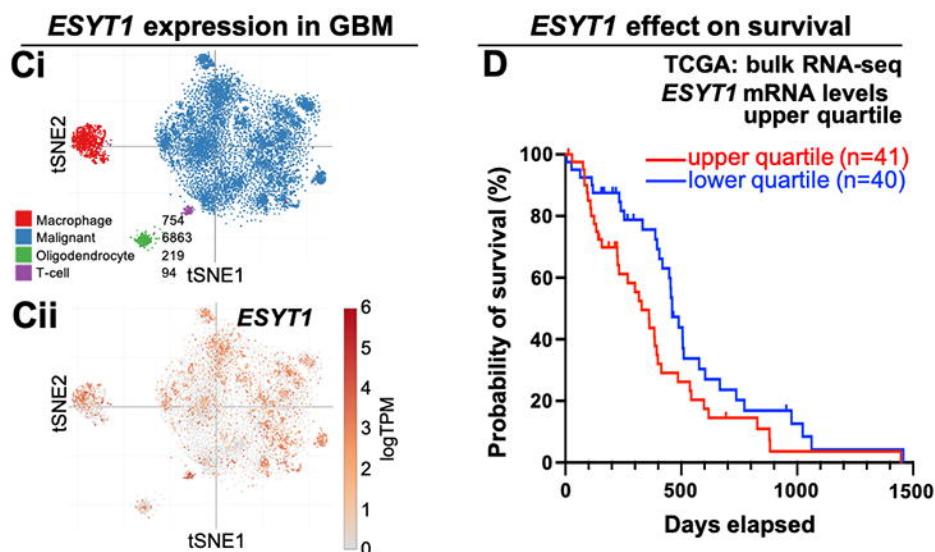 ESYT1 expression in GBM
Ci
tSNE2
Macrophage 754
Malignant 6863
Oligodendrocyte 219
T-cell 94
tSNE1
Cii
ESYT1
tSNE2
6
5
4
3
2
1
0
logTPM
tSNE1
ESYT1 effect on survival
D
TCGA: bulk RNA-seq
ESYT1 mRNA levels
upper quartile
upper quartile (n=41)
lower quartile (n=40)
Probability of survival (%)
100
80
60
40
20
0
0 500 1000 1500
Days elapsed